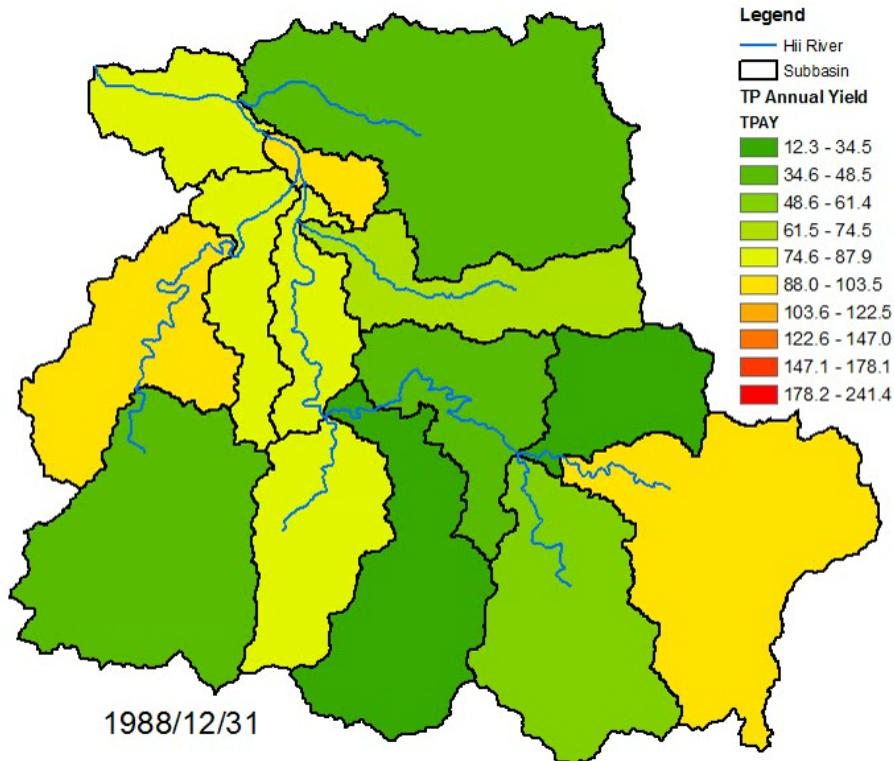 Legend
Hii River
Subbasin
TP Annual Yield
TPAY
12.3 - 34.5
34.6 - 48.5
48.6 - 61.4
61.5 - 74.5
74.6 - 87.9
88.0 - 103.5
103.6 - 122.5
122.6 - 147.0
147.1 - 178.1
178.2 - 241.4
1988/12/31